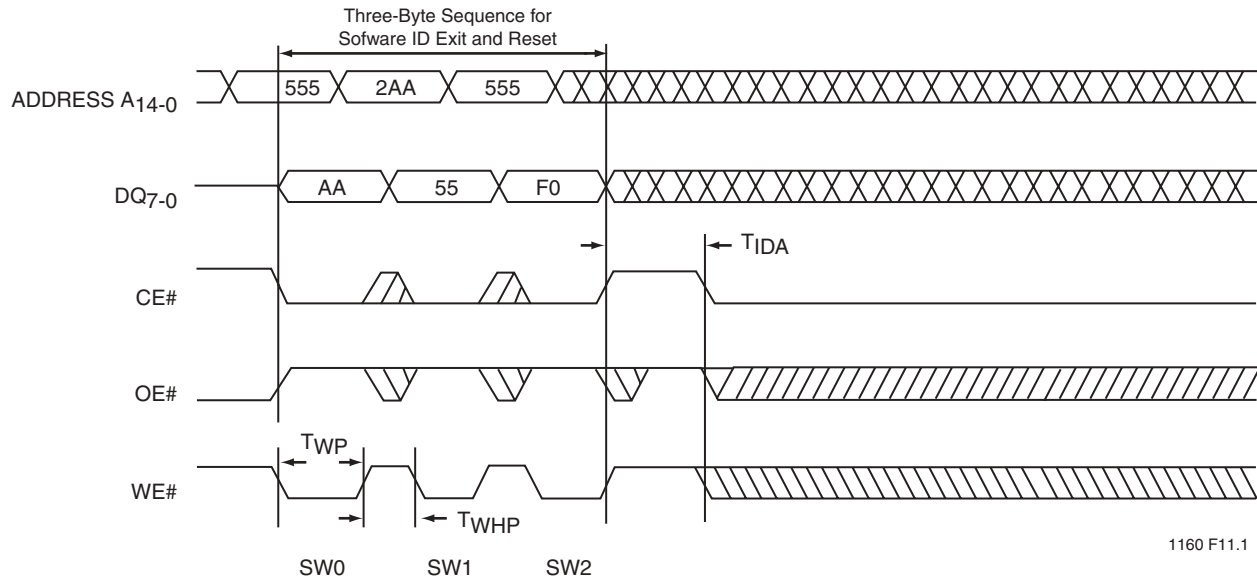 Three-Byte Sequence for
Sofware ID Exit and Reset
ADDRESS A14-0
555 2AA 555
DQ7-0
AA 55 F0
TIDA
CE#
OE#
TWP
WE#
TWHP
SW0 SW1 SW2
1160 F11.1